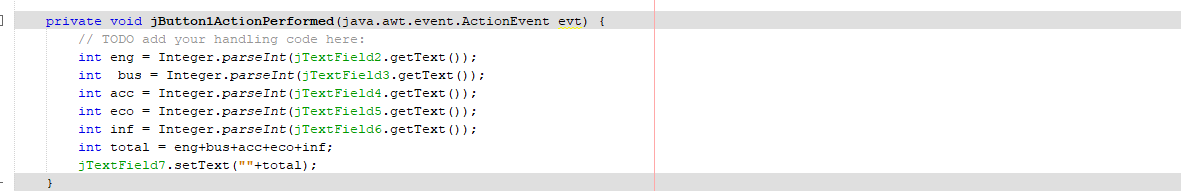 private void jButton1ActionPerformed(java.awt.event.ActionEvent evt) {
// TODO add your handling code here:
int eng = Integer.parseInt(jTextField2.getText());
int  bus = Integer.parseInt(jTextField3.getText());
int acc = Integer.parseInt(jTextField4.getText());
int eco = Integer.parseInt(jTextField5.getText());
int inf = Integer.parseInt(jTextField6.getText());
int total = eng+bus+acc+eco+inf;
jTextField7.setText(""+total);
}